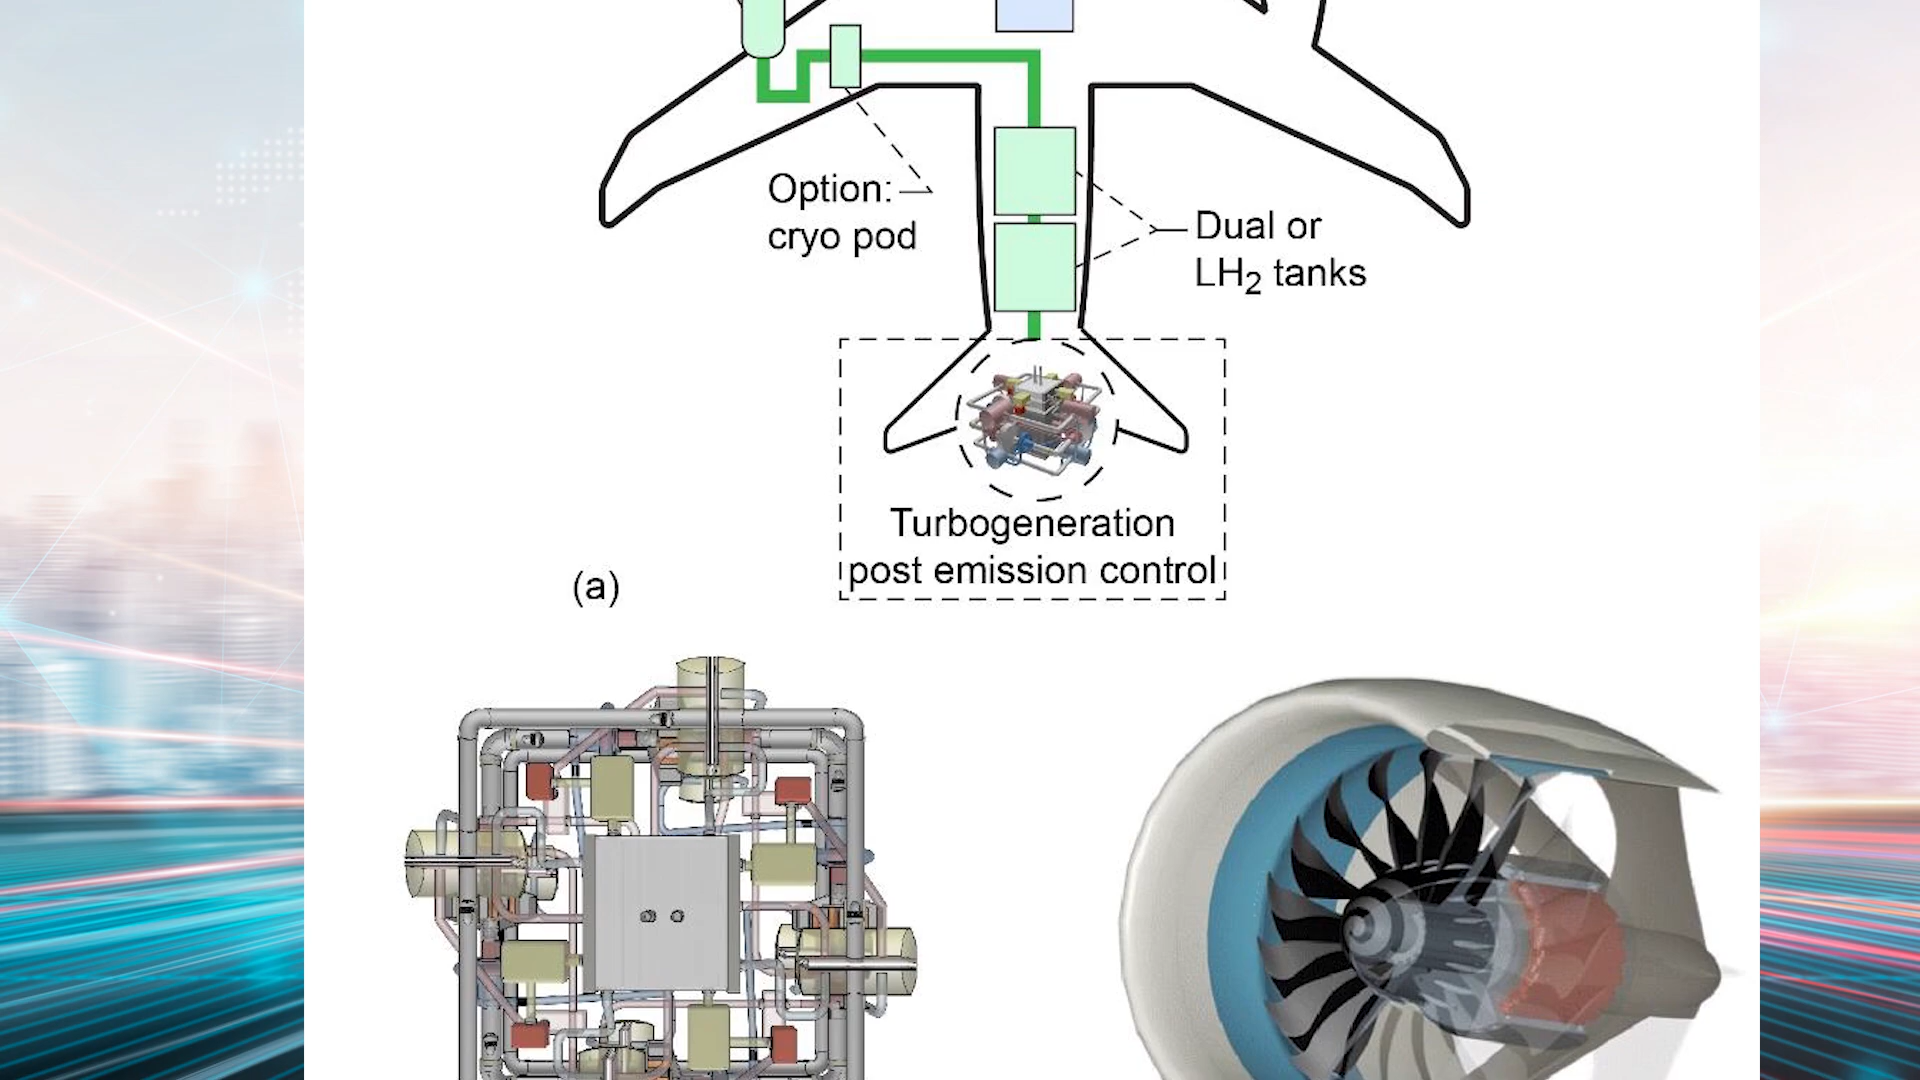 Option:
cryo pod
Dual or
LH2 tanks
Turbogeneration
post emission control
(a)